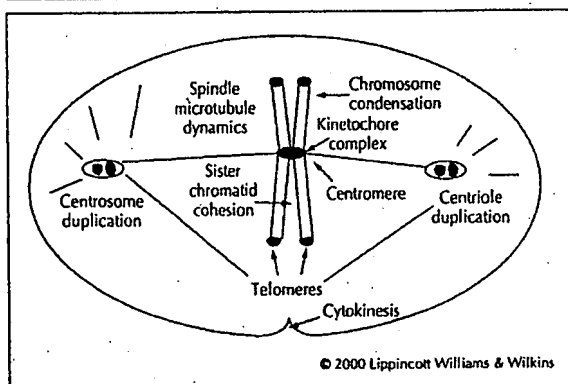 Spindle
microtubule
dynamics
Chromosome
condensation
Kinetochore
complex
Sister
chromatid
cohesion
Centromere
Centrosome
duplication
Centriole
duplication
Telomeres
Cytokinesis
© 2000 Lippincott Williams & Wilkins